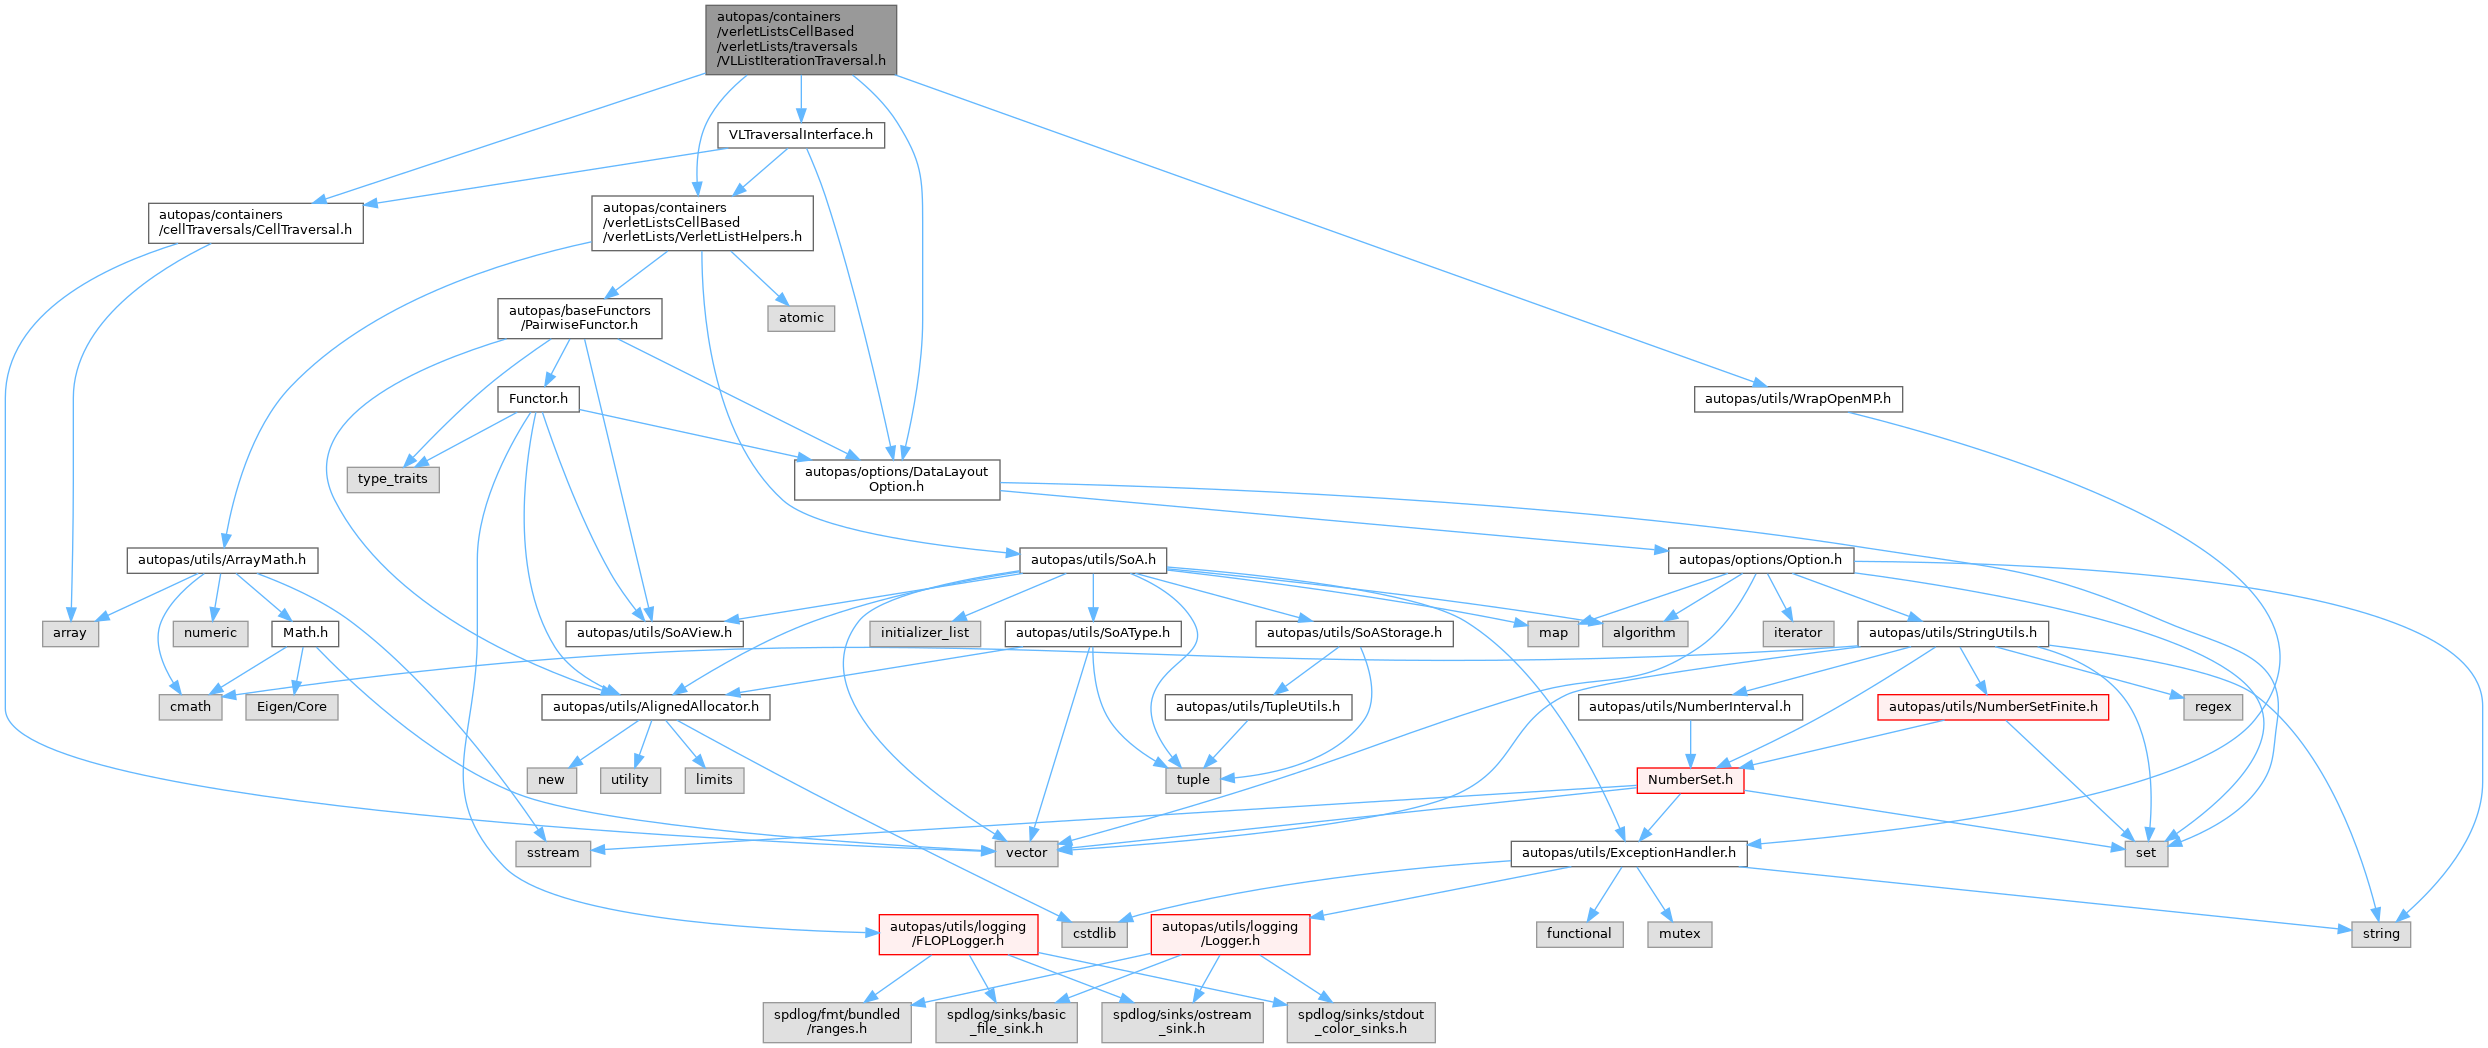 autopas/containers
/verletListsCellBased
/verletLists/traversals
/VLListIterationTraversal.h
VLTraversalInterface.h
autopas/containers
/cellTraversals/CellTraversal.h
autopas/containers
/verletListsCellBased
/verletLists/VerletListHelpers.h
autopas/baseFunctors
/PairwiseFunctor.h
atomic
Functor.h
autopas/utils/WrapOpenMP.h
type_traits
autopas/options/DataLayout
Option.h
autopas/utils/ArrayMath.h
autopas/utils/SoA.h
autopas/options/Option.h
array
numeric
Math.h
autopas/utils/SoAView.h
initializer_list
autopas/utils/SoAType.h
autopas/utils/SoAStorage.h
map
algorithm
iterator
autopas/utils/StringUtils.h
cmath
Eigen/Core
autopas/utils/AlignedAllocator.h
autopas/utils/TupleUtils.h
autopas/utils/NumberInterval.h
autopas/utils/NumberSetFinite.h
regex
new
utility
limits
tuple
NumberSet.h
sstream
vector
autopas/utils/ExceptionHandler.h
set
autopas/utils/logging
/FLOPLogger.h
cstdlib
autopas/utils/logging
/Logger.h
functional
mutex
string
spdlog/fmt/bundled
/ranges.h
spdlog/sinks/basic
_file_sink.h
spdlog/sinks/ostream
_sink.h
spdlog/sinks/stdout
_color_sinks.h